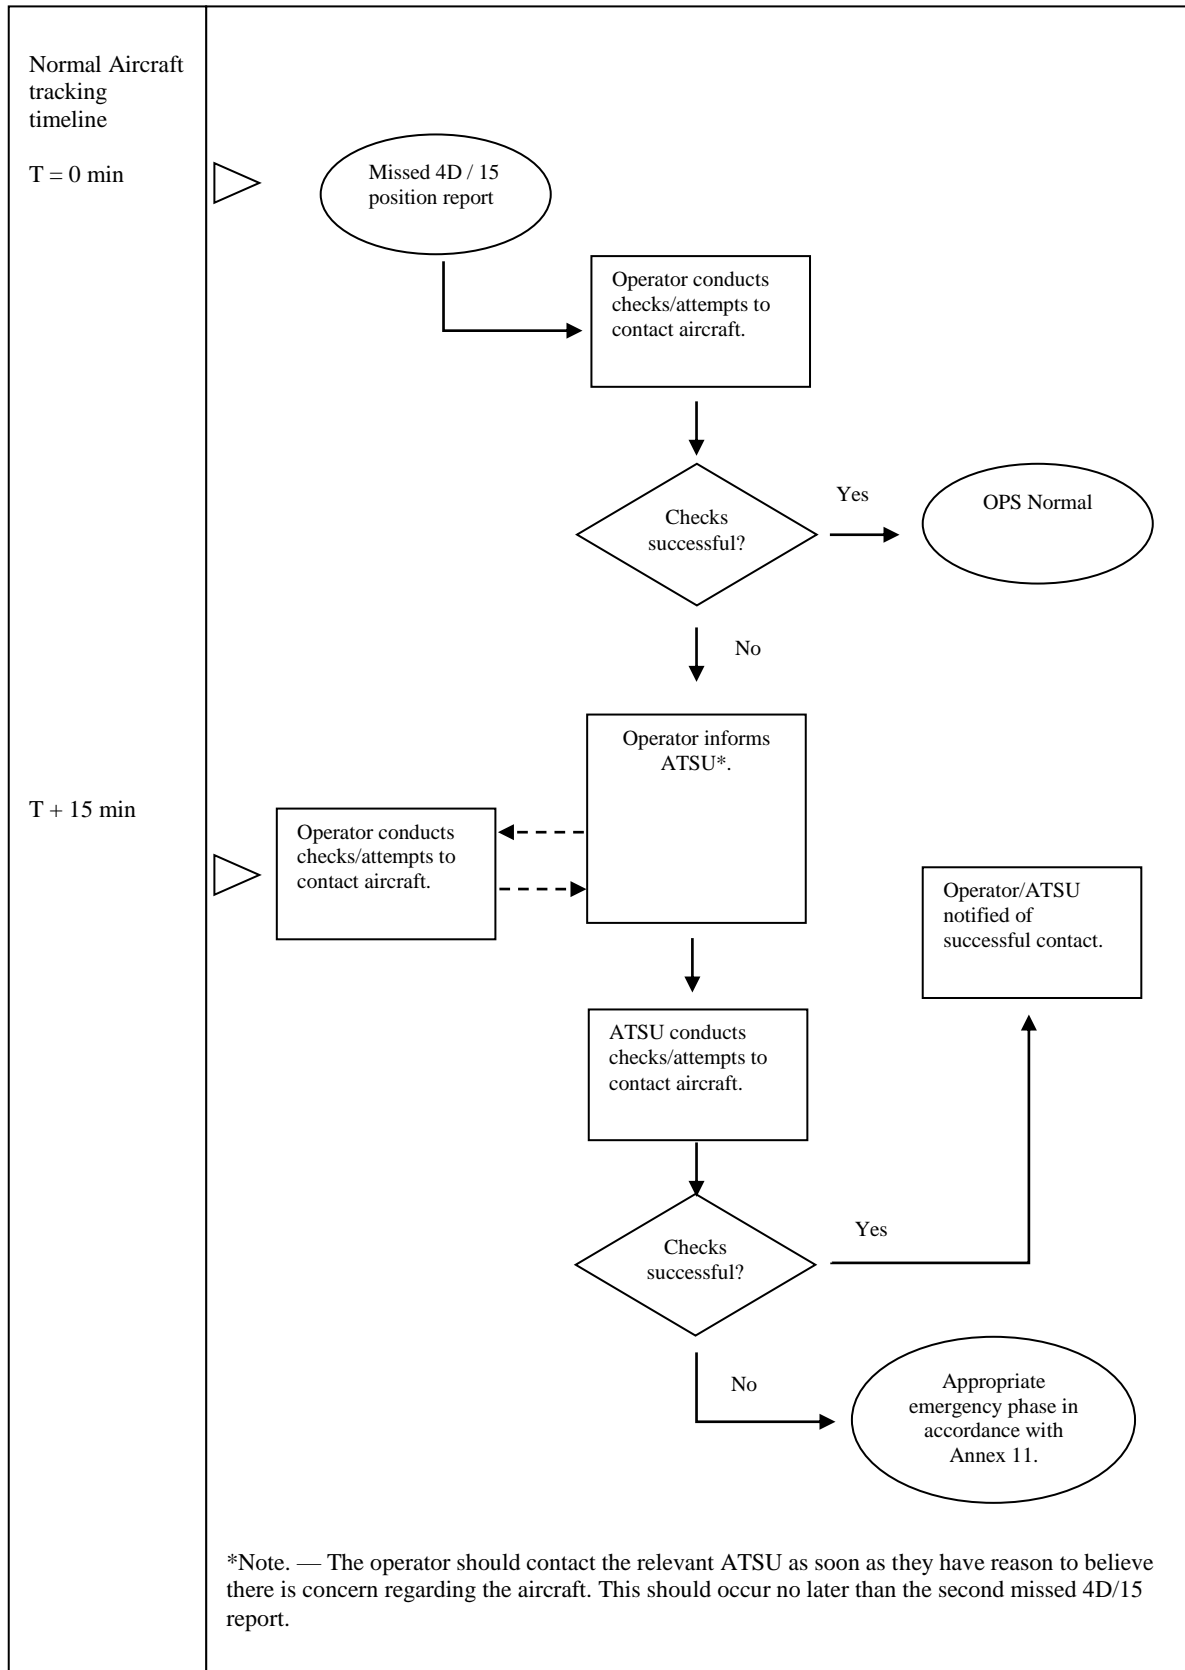 Normal Aircraft
tracking
timeline
T = 0 min
Missed 4D / 15
position report
Operator conducts
checks/attempts to
contact aircraft.
Checks
successful?
Yes
OPS Normal
No
Operator informs
ATSU*.
T + 15 min
Operator conducts
checks/attempts to
contact aircraft.
Operator/ATSU
notified of
successful contact.
ATSU conducts
checks/attempts to
contact aircraft.
Checks
successful?
Yes
No
Appropriate
emergency phase in
accordance with
Annex 11.
*Note. — The operator should contact the relevant ATSU as soon as they have reason to believe
there is concern regarding the aircraft. This should occur no later than the second missed 4D/15
report.